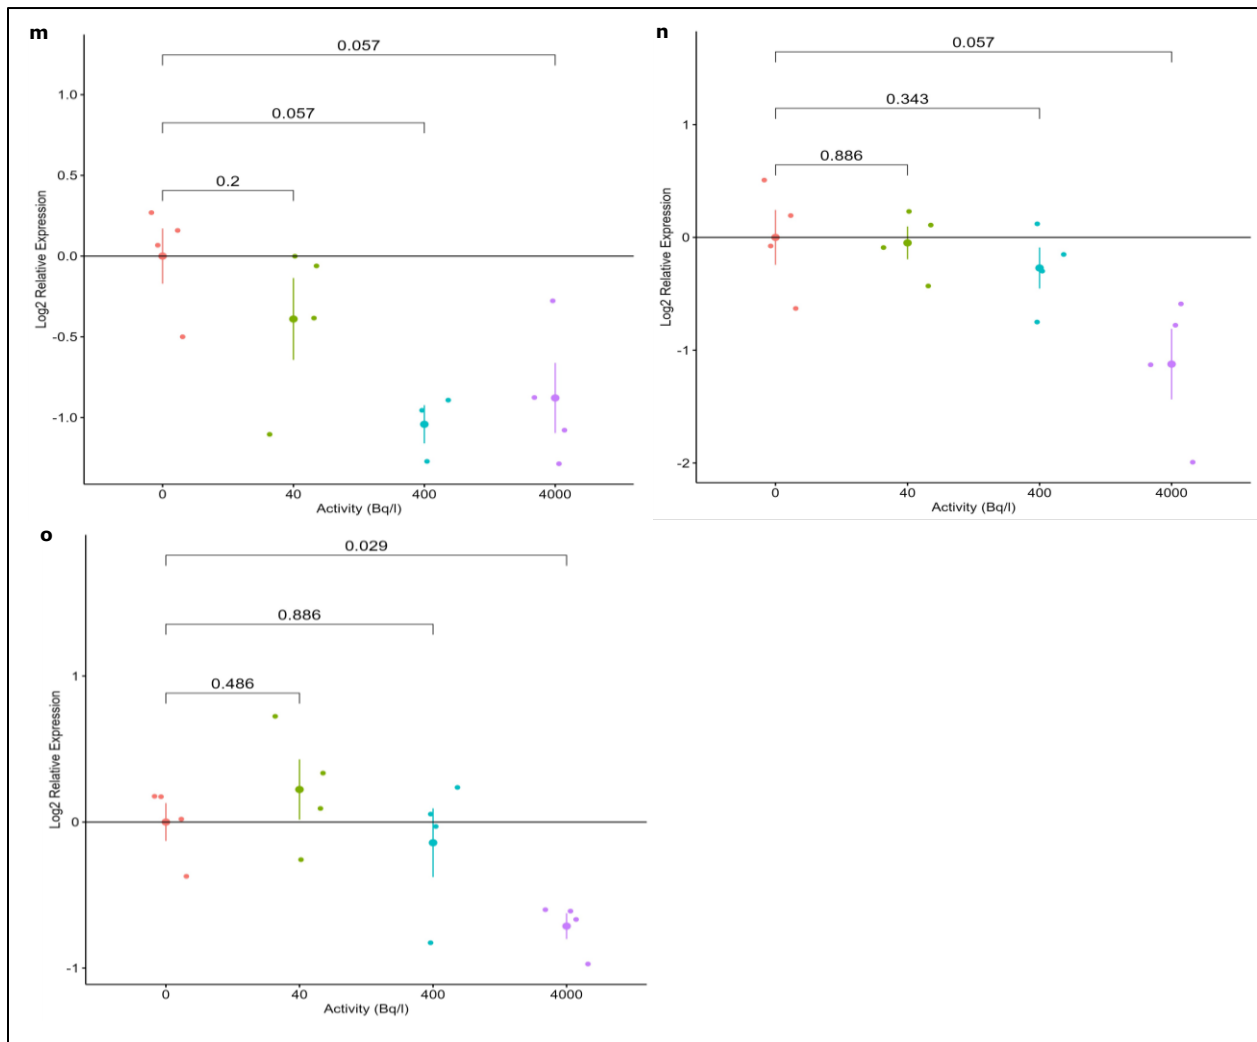 m
0.057
0.057
0.2
1.0
0.5
0.0
-0.5
-1.0
Log2 Relative Expression
0 40 400 4000
Activity (Bq/l)
n
0.057
0.343
0.886
1
0
-1
-2
Log2 Relative Expression
0 40 400 4000
Activity (Bq/l)
o
0.029
0.886
0.486
1
0
-1
Log2 Relative Expression
0 40 400 4000
Activity (Bq/l)